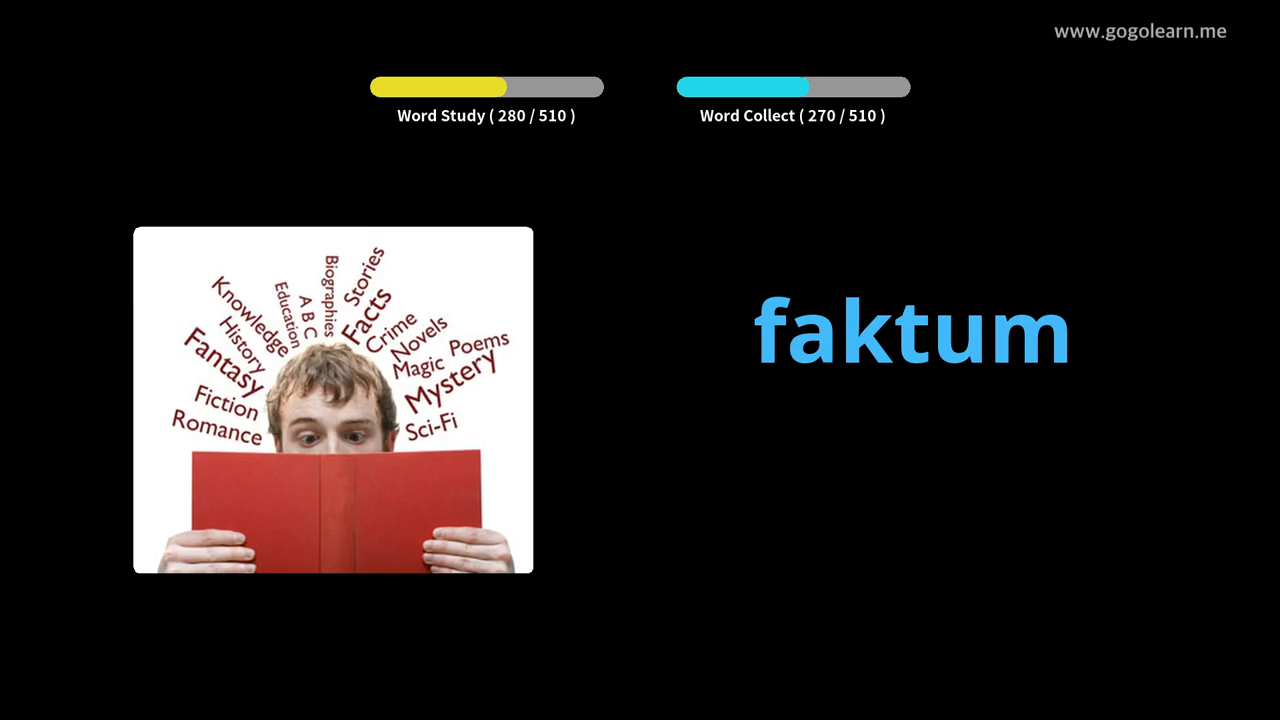 www.gogolearn.me
Word Study ( 280 / 510 )
Word Collect ( 270 / 510 )
Romance
Fiction
Fantasy
History
Knowledge
Education
A B C
Biographies
Stories
Facts
Crime
Novels
Magic
Poems
Mystery
Sci-Fi
faktum